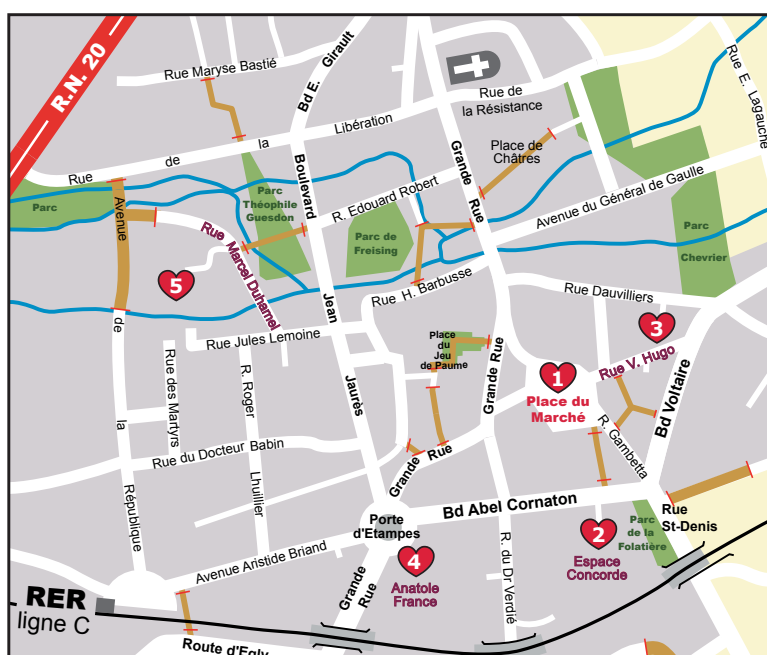 R.N. 20
Rue Maryse Bastié
Bd E. Girault
Rue de
la Résistance
Rue E. Lagauche
Rue de la Libération
Place de
Châtres
Grande Rue
Avenue du Général de Gaulle
Parc
Parc
Théophile
Guesdon
Boulevard Jean Jaurès
R. Edouard Robert
Parc de
Freising
Parc
Chevrier
Avenue de la République
Rue Marcel Duhamel
5
Rue H. Barbusse
Rue Dauvilliers
3
Rue Jules Lemoine
Place
du
Jeu
de Paume
Grande Rue
Rue V. Hugo
1
Place du
Marché
Rue des Martyrs
R. Roger Lhuillier
Bd Voltaire
R. Gambetta
Rue du Docteur Babin
Grande Rue
Bd Abel Cornaton
Porte
d'Etampes
Rue
St-Denis
2
Espace
Concorde
Parc
de la
Folatière
Avenue Aristide Briand
4
Anatole
France
Grande
Rue
R. du Dr Verdié
RER
ligne C
Route d'Egly